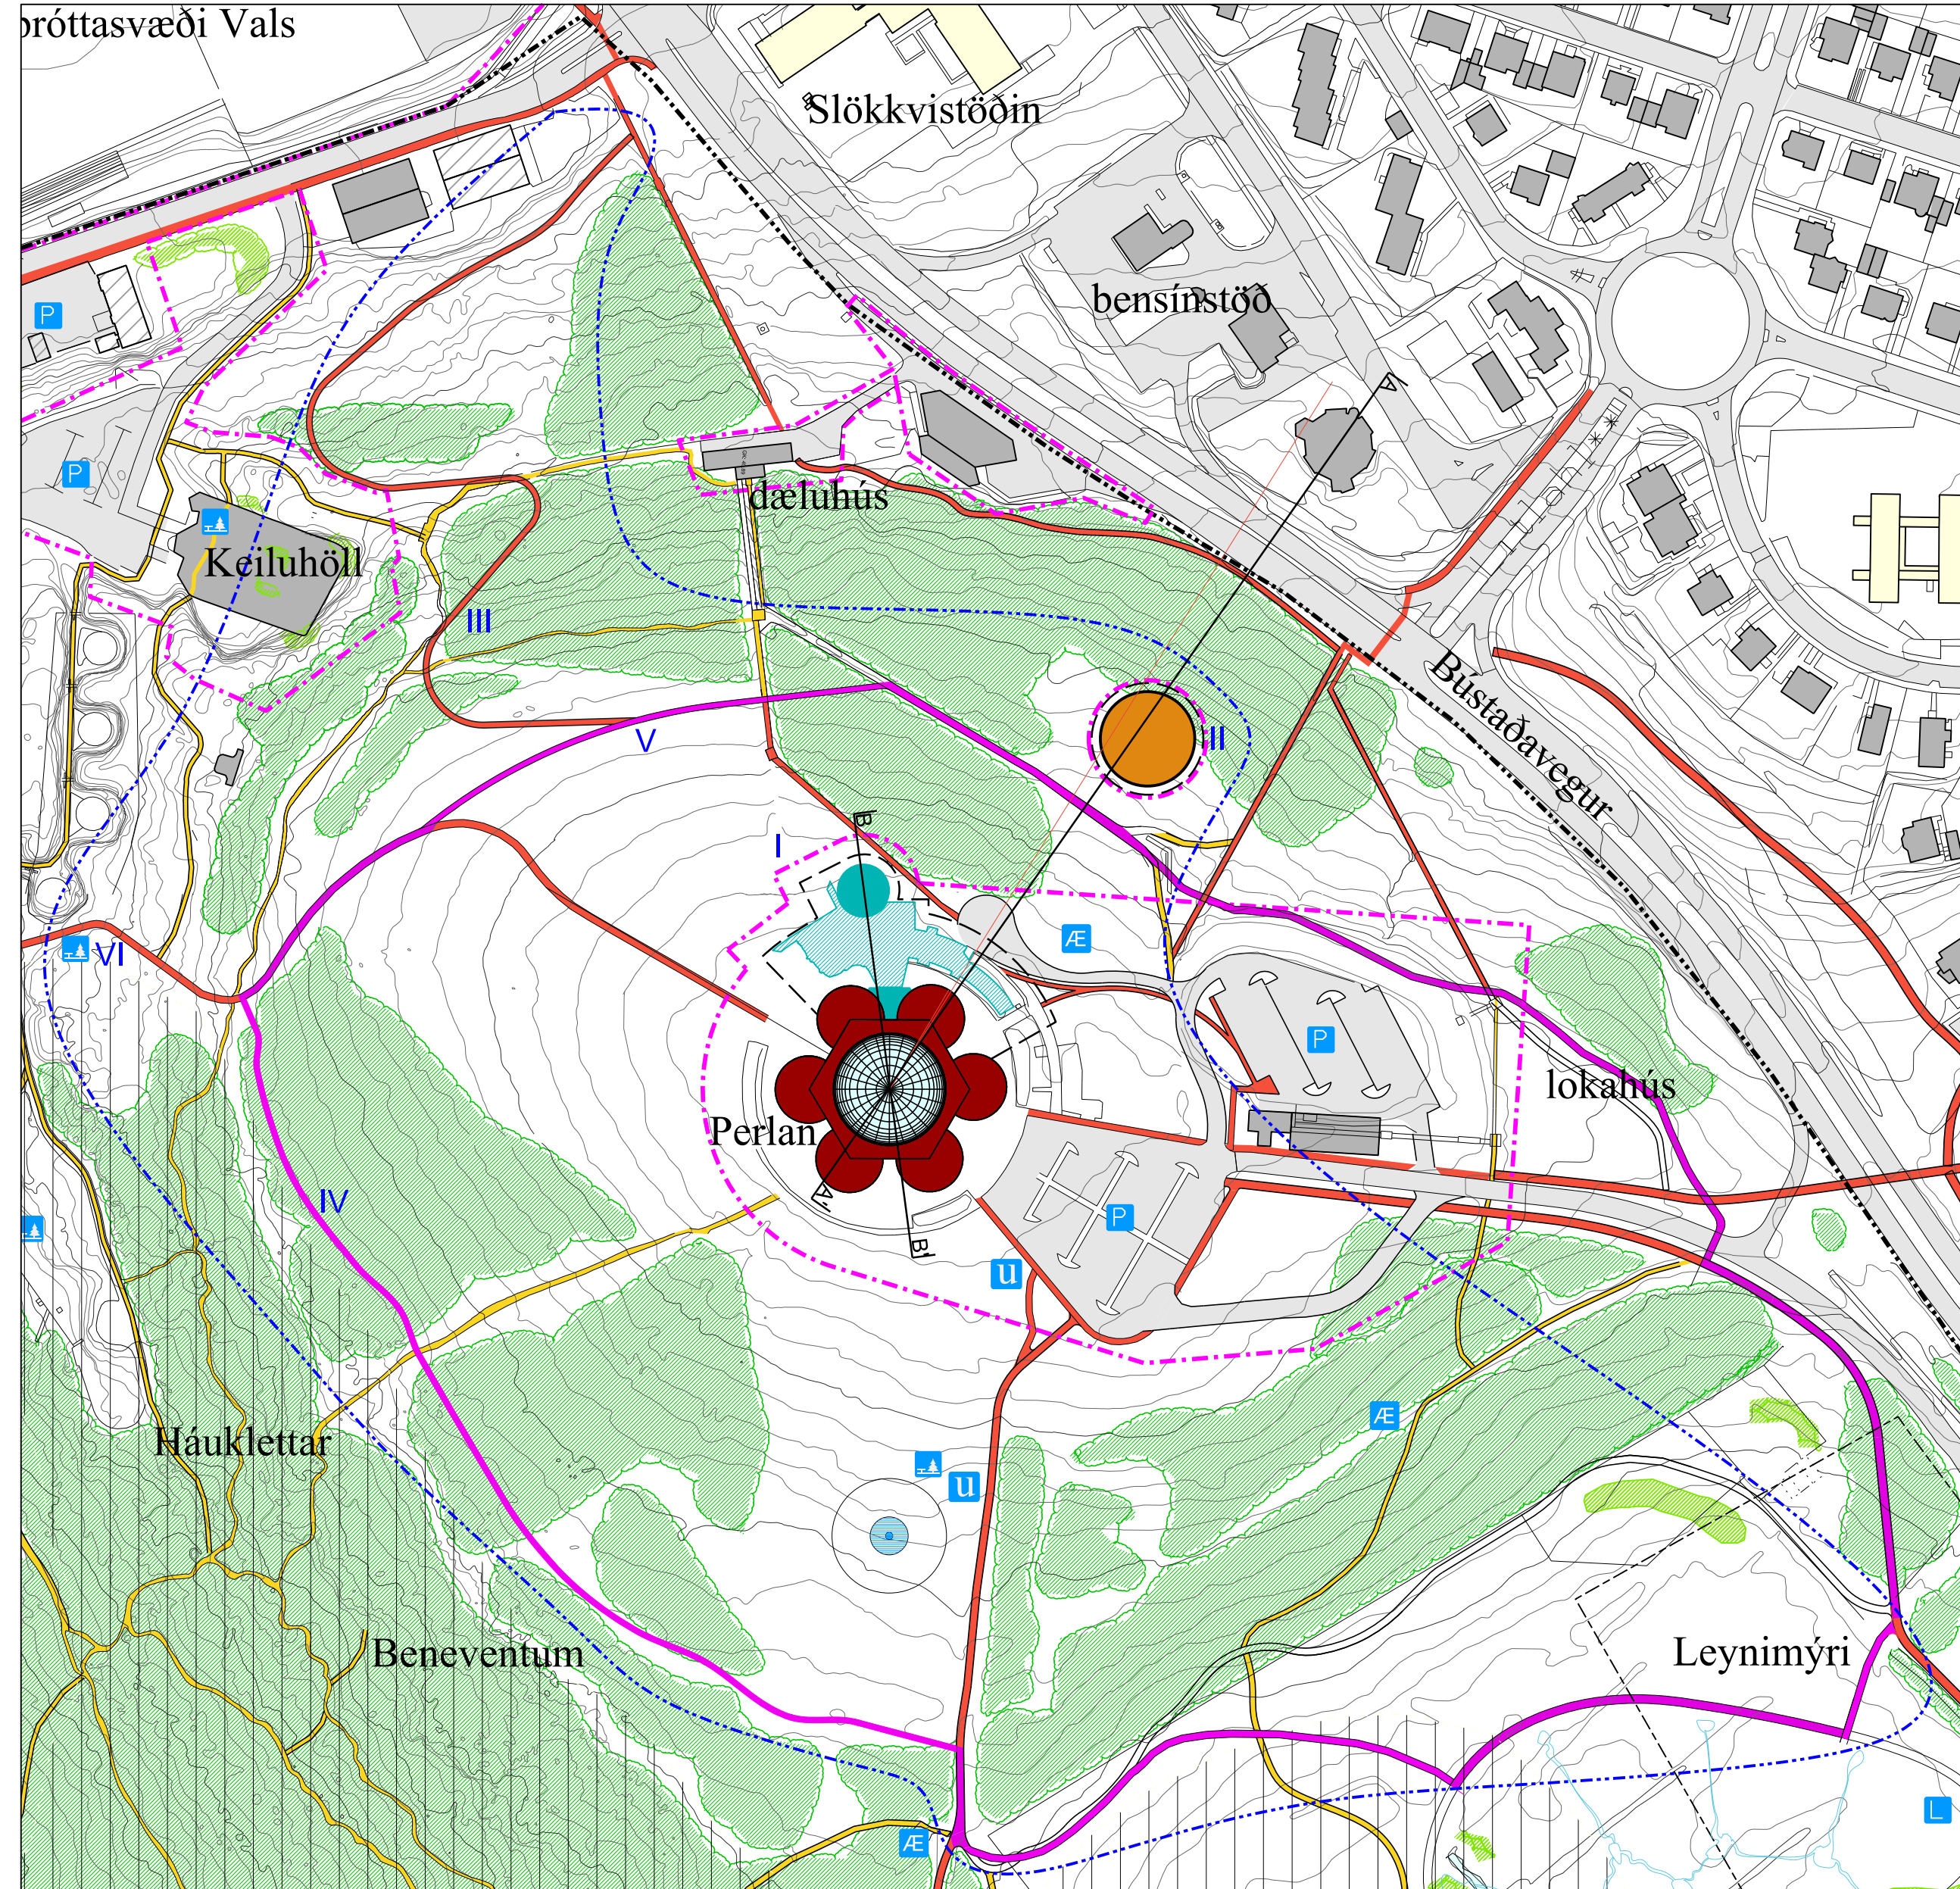 þróttasvæði Vals
Slökkvistöðin
bensínstöð
P
P
dæluhús
Keiluhöll
III
II
Bústaðavegur
V
I
A
B
Æ
VI
P
lokahús
Perlan
A
IV
P
B'
u
Háuklettar
Æ
u
Beneventum
Leynimýri
L
Æ